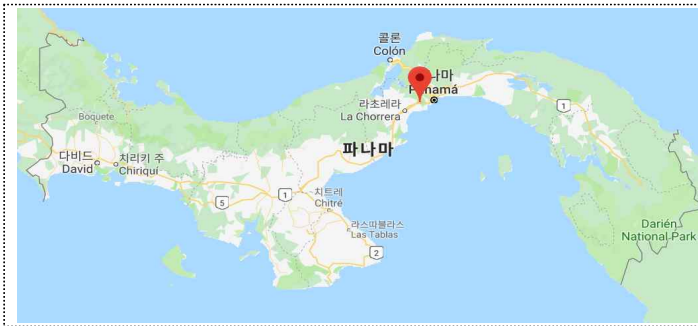 콜론
Colón
나마
Panamá
라초레라
La Chorrera
1
Boquete
다비드
David
치리키 주
Chiriquí
파나마
5
1
치트레
Chitré
라스따블라스
Las Tablas
2
Darién
National Park